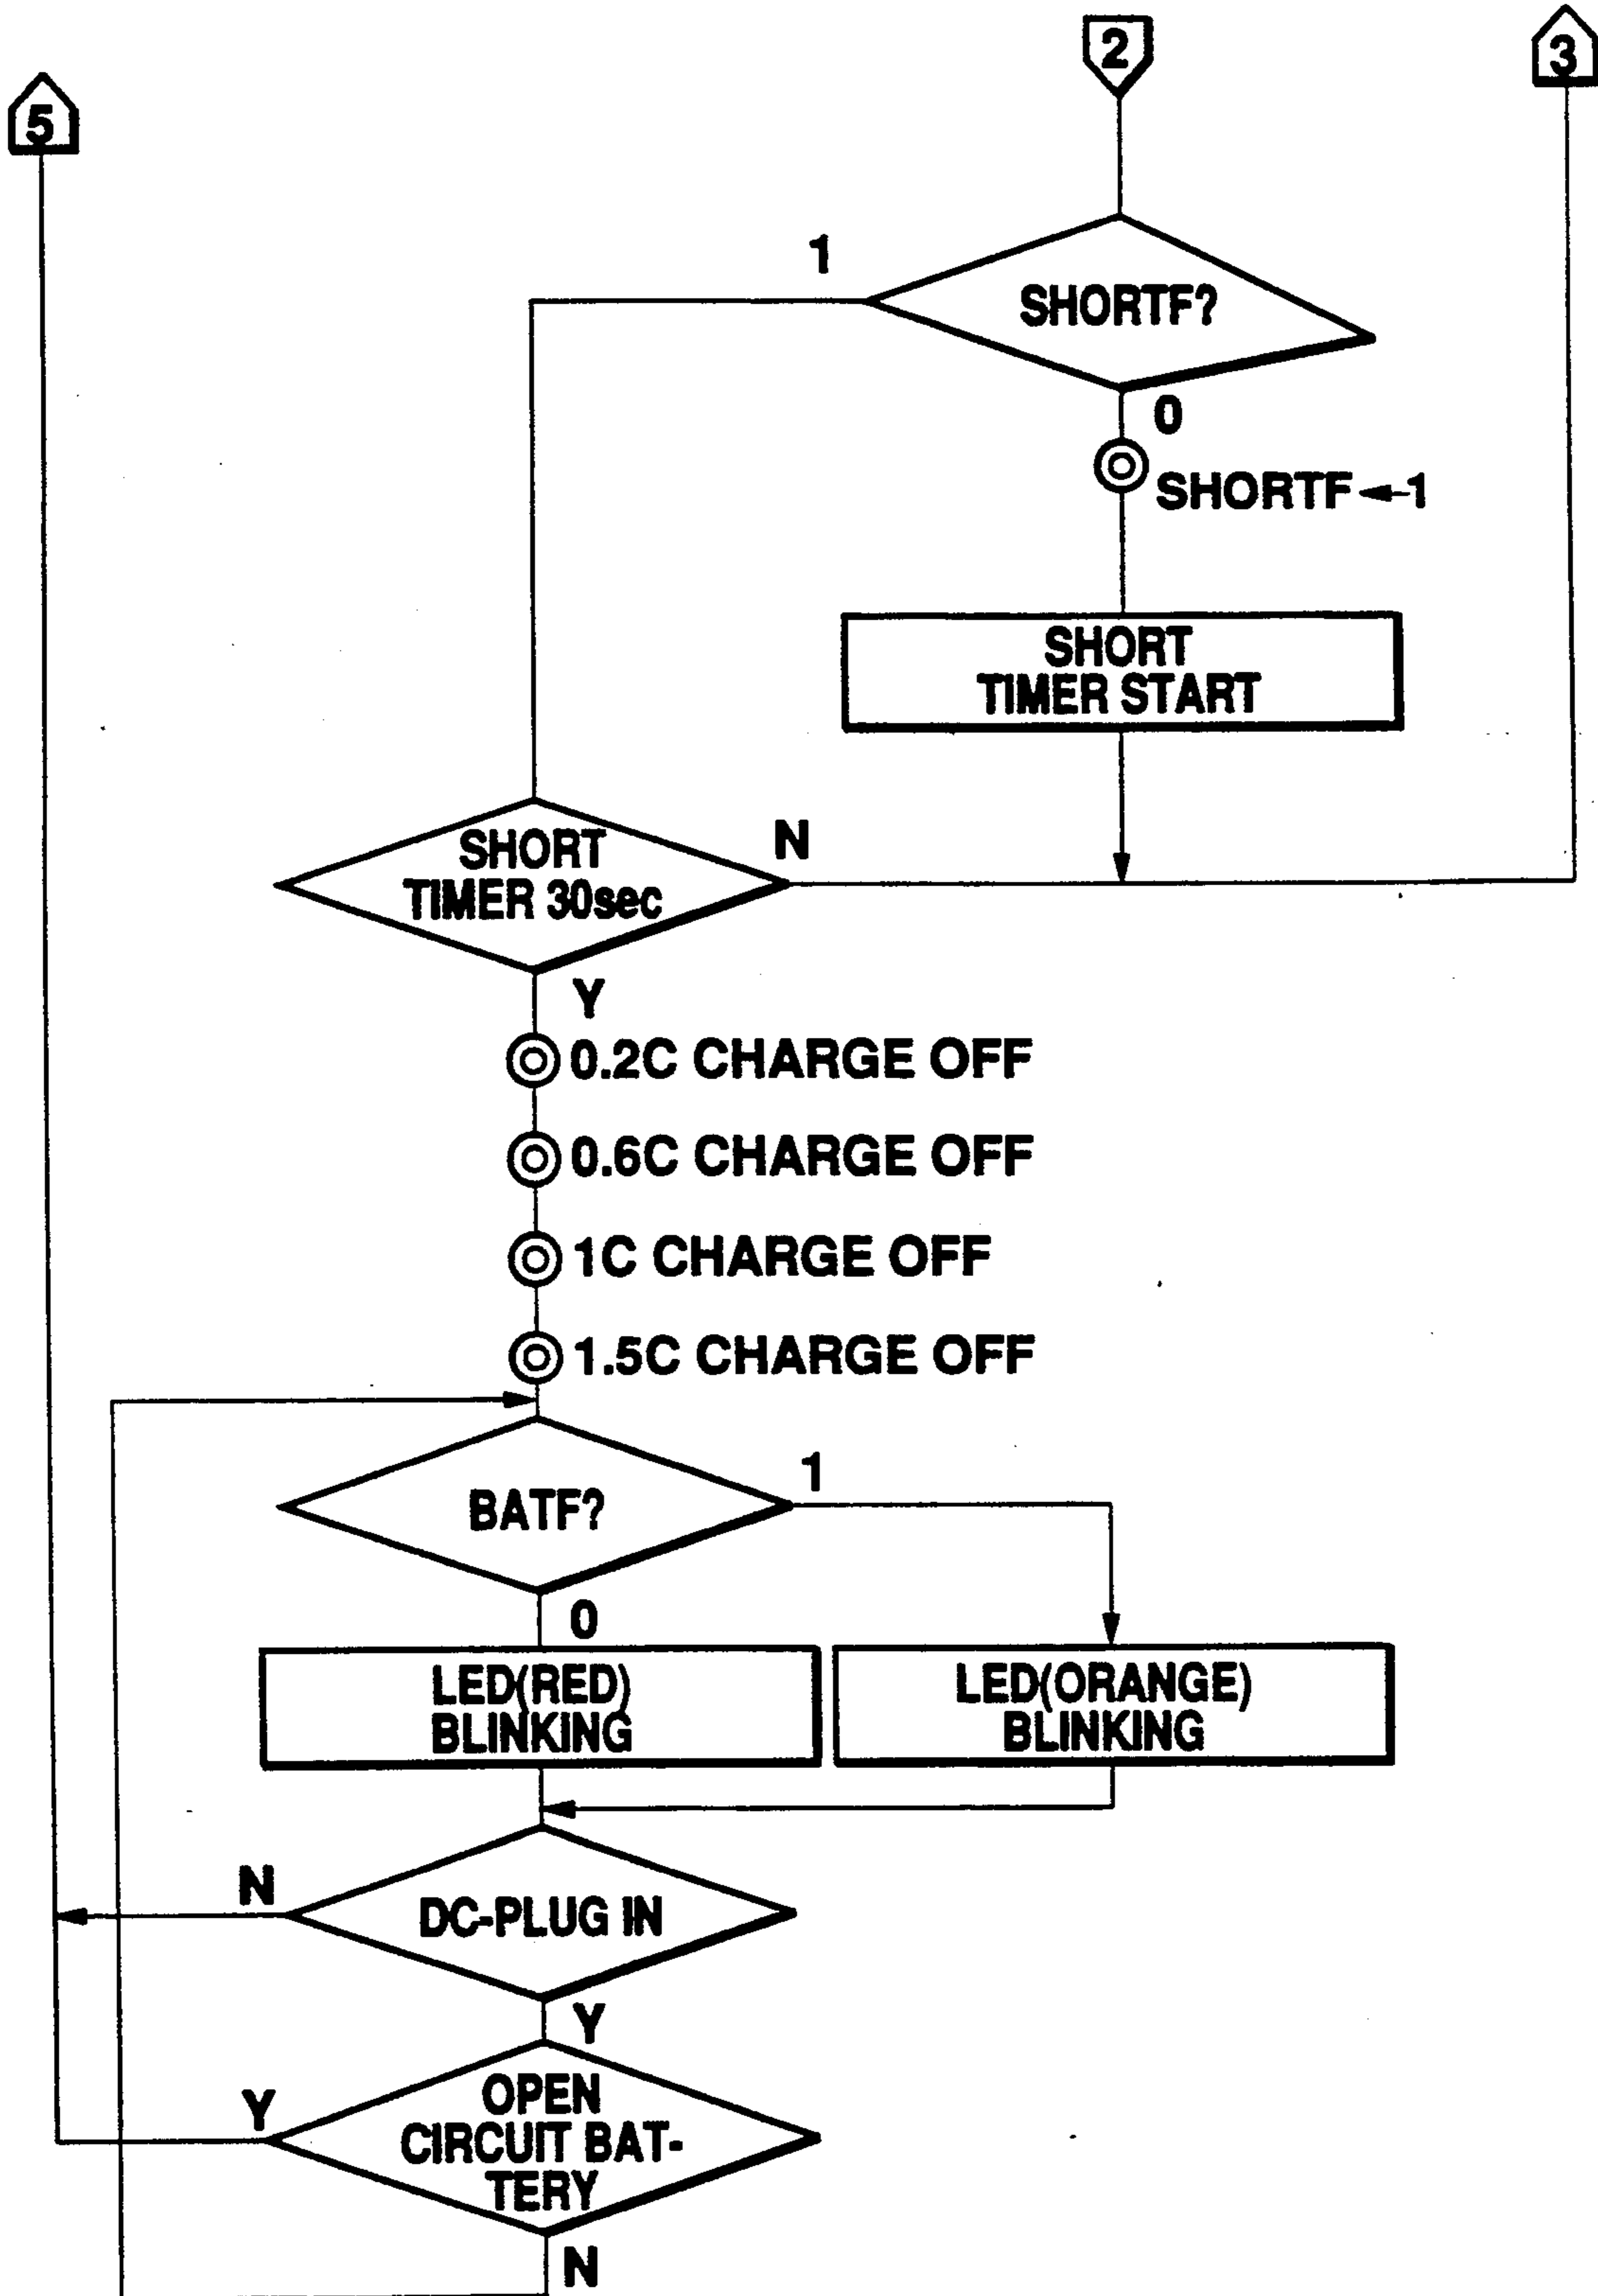 2
3
5
1
SHORTF?
0
SHORTF←1
SHORT
TIMER START
SHORT
TIMER 30sec
N
Y
0.2C CHARGE OFF
0.6C CHARGE OFF
1C CHARGE OFF
1.5C CHARGE OFF
BATF?
1
0
LED(RED)
BLINKING
LED(ORANGE)
BLINKING
N
DC-PLUG IN
Y
Y
OPEN
CIRCUIT BAT-
TERY
N